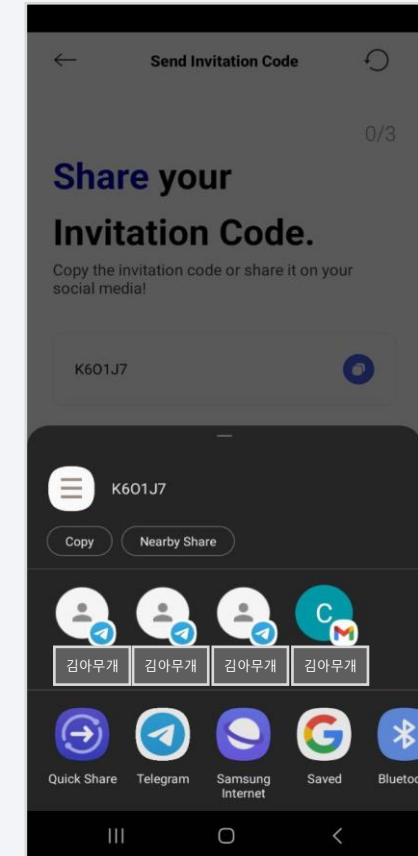 Send Invitation Code
0/3
Share your
Invitation Code.
Copy the invitation code or share it on your
social media!
K6O1J7
K6O1J7
Copy
Nearby Share
C
김아무개 김아무개 김아무개 김아무개
Quick Share
Telegram
Samsung
Internet
G
Saved
Bluetoo